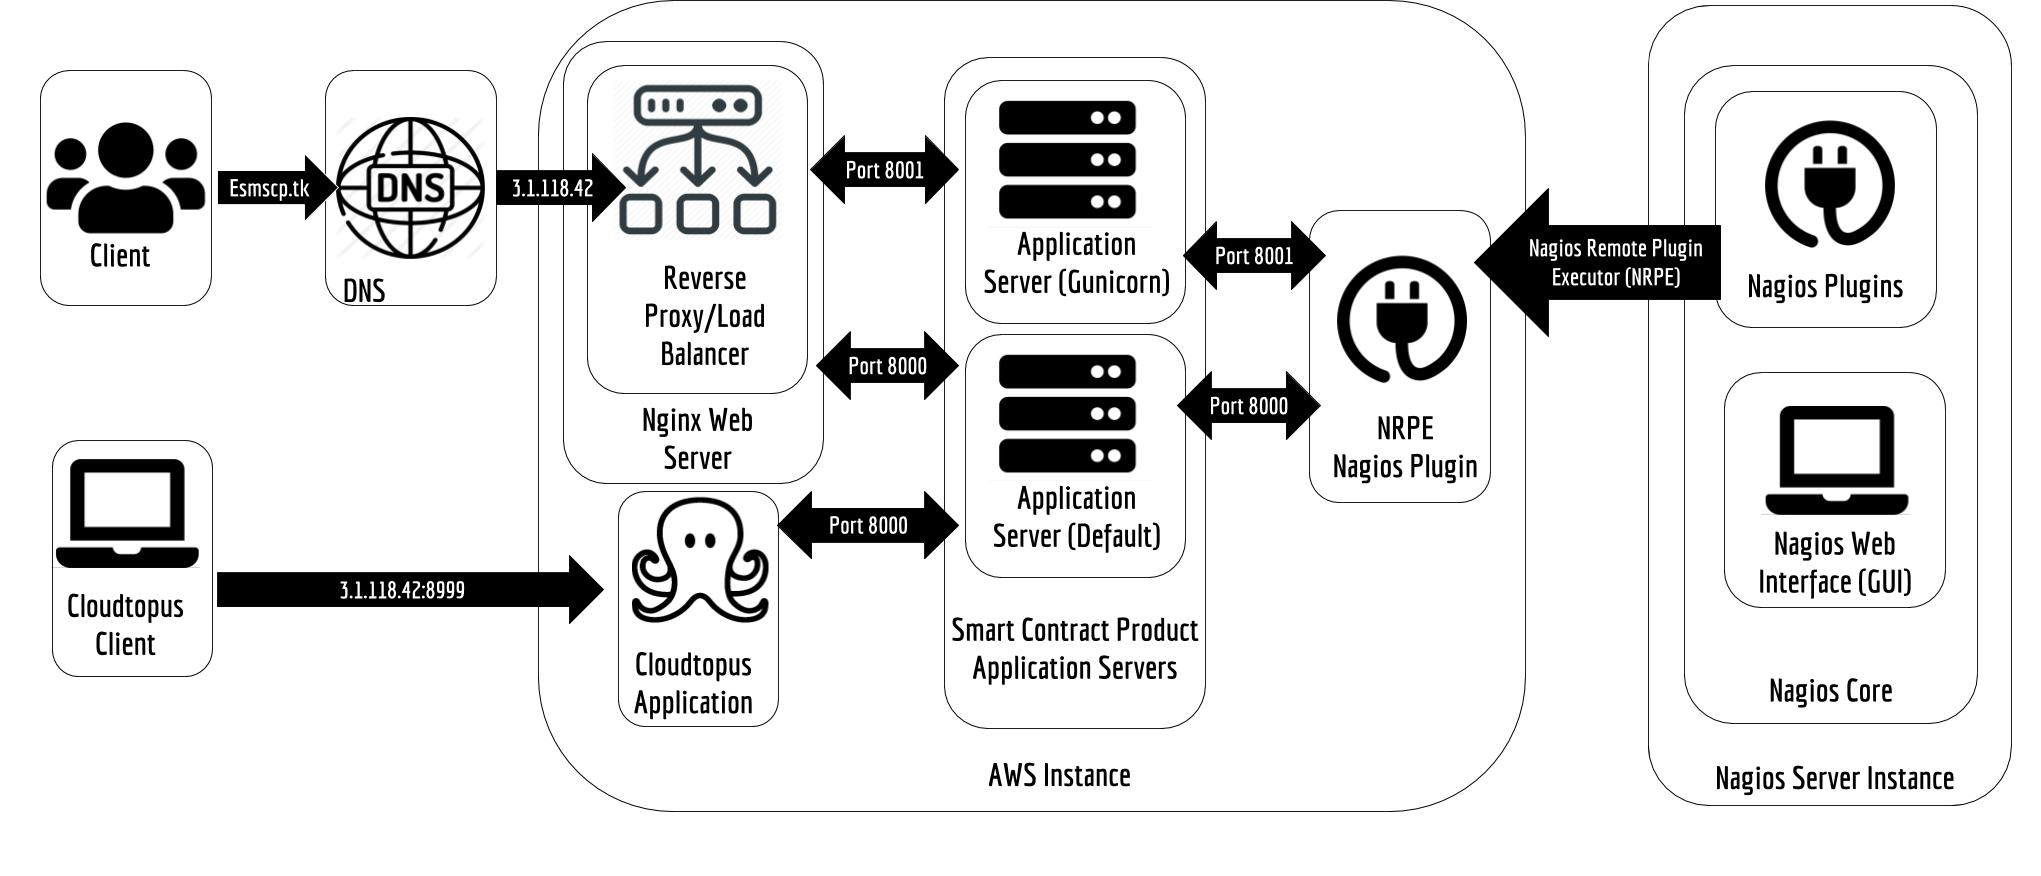 Client
Esmscp.tk
DNS
DNS
3.1.118.42
Reverse
Proxy/Load
Balancer
Nginx Web
Server
Port 8001
Port 8000
Application
Server (Gunicorn)
Application
Server (Default)
Smart Contract Product
Application Servers
Port 8001
Port 8000
NRPE
Nagios Plugin
Nagios Remote Plugin
Executor (NRPE)
Nagios Plugins
Nagios Web
Interface (GUI)
Nagios Core
Nagios Server Instance
Cloudtopus
Client
3.1.118.42:8999
Cloudtopus
Application
Port 8000
AWS Instance